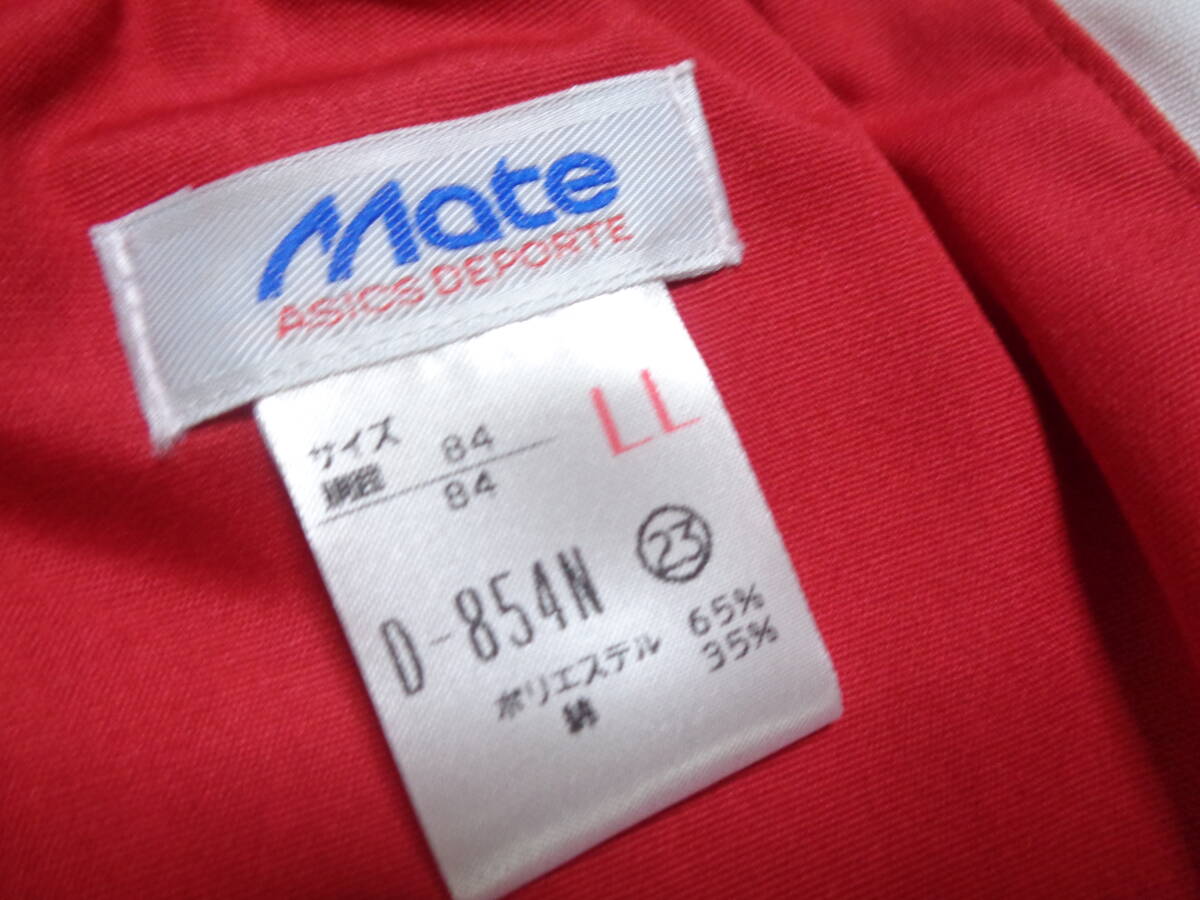 Mate
ASICS DEPORTE
サイズ 84 LL
胴囲 84
D-854N ㉓
ポリエステル 65%
綿 35%